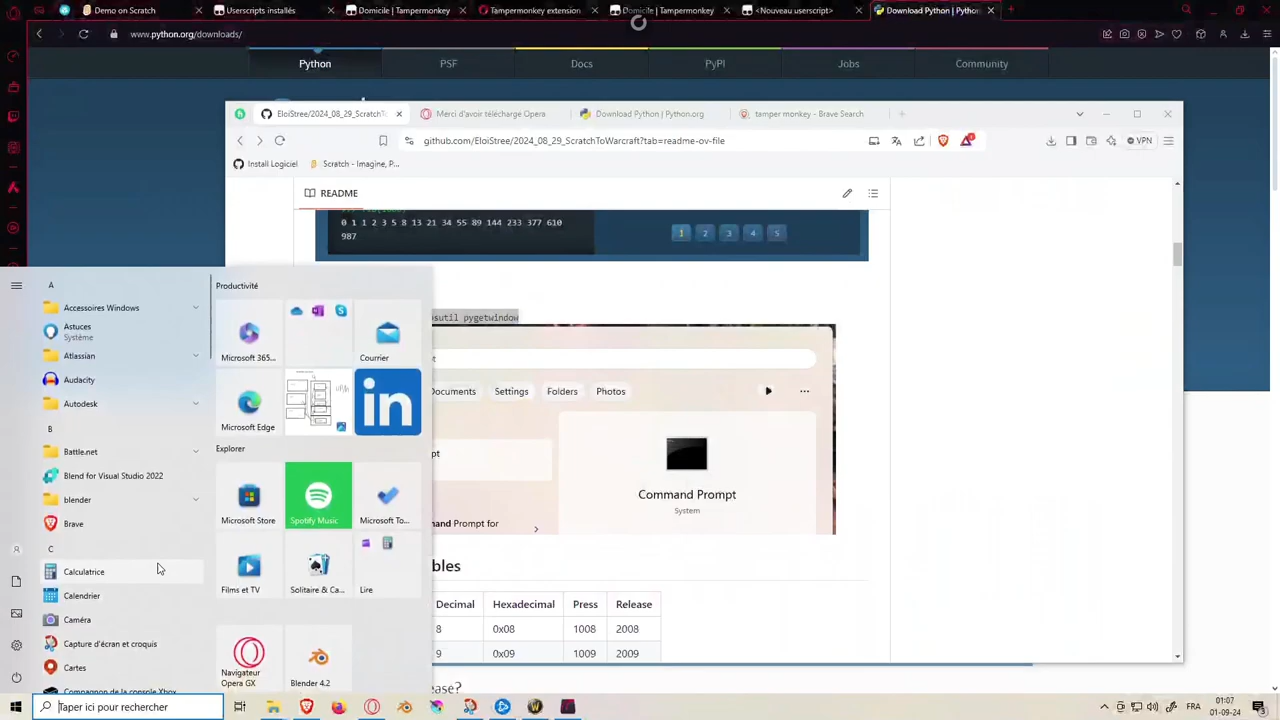 Demo on Scratch
Userscripts installés
Domicile | Tampermonkey
Tampermonkey extension
Domicile | Tampermonkey
<Nouveau userscript>
Download Python | Python
www.python.org/downloads/
Python
PSF
Docs
PyPI
Jobs
Community
EloiStree/2024_08_29_ScratchTo
Merci d'avoir téléchargé Opera
Download Python | Python.org
tamper monkey - Brave Search
github.com/EloiStree/2024_08_29_ScratchToWarcraft?tab=readme-ov-file
VPN
Install Logiciel
Scratch - Imagine, P...
README
0 1 1 2 3 5 8 13 21 34 55 89 144 233 377 610
987
1 2 3 4 5
sutil pygetwindow
Documents
Settings
Folders
Photos
Command Prompt
System
Prompt for
bles
Decimal
Hexadecimal
Press
Release
8
0x08
1008
2008
9
0x09
1009
2009
ease?
A
Accessoires Windows
Astuces
Système
Atlassian
Audacity
Autodesk
B
Battle.net
Blend for Visual Studio 2022
blender
Brave
C
Calculatrice
Calendrier
Caméra
Capture d'écran et croquis
Cartes
Compagnon de la console Xbox
Productivité
Microsoft 365...
Courrier
Microsoft Edge
Explorer
Microsoft Store
Spotify Music
Microsoft To...
Films et TV
Solitaire & Ca...
Lire
Navigateur
Opera GX
Blender 4.2
Taper ici pour rechercher
FRA
01:07
01-09-24